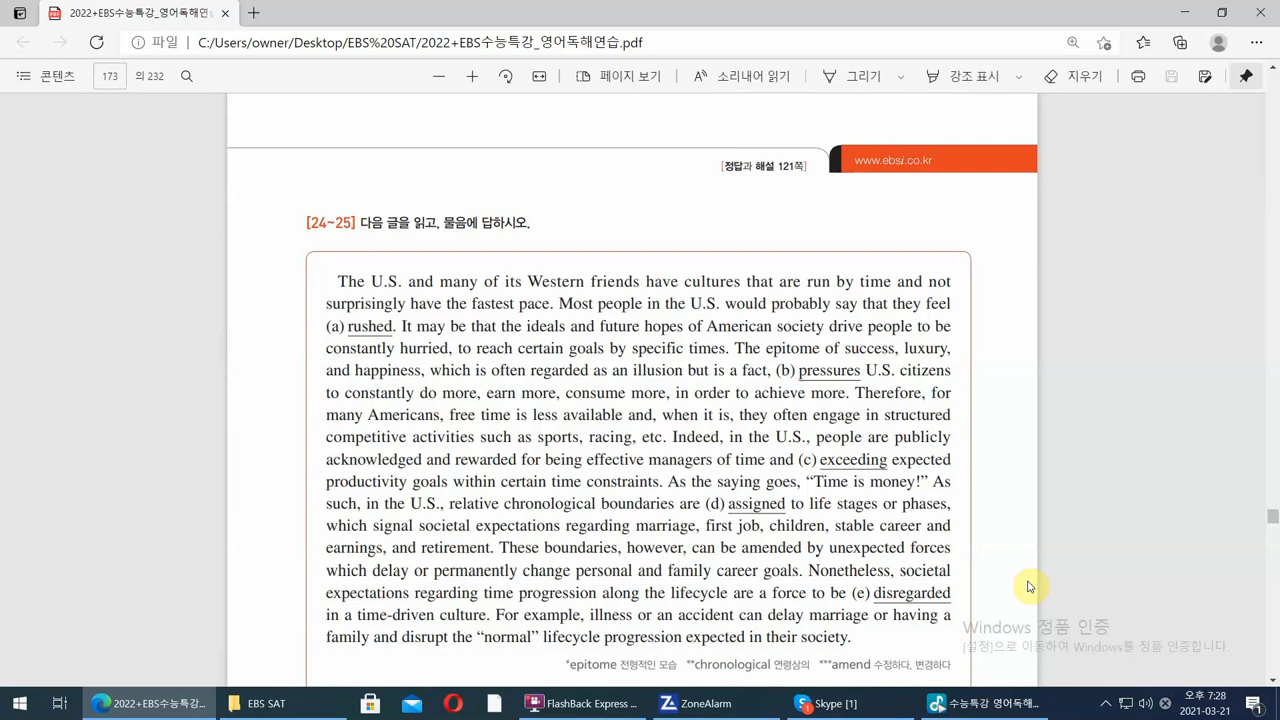 2022+EBS수능특강_영어독해연습
파일 C:/Users/owner/Desktop/EBS%20SAT/2022+EBS수능특강_영어독해연습.pdf
콘텐츠 173 의 232 페이지 보기 소리내어 읽기 그리기 강조 표시 지우기
[정답과 해설 121쪽] www.ebsi.co.kr
[24~25] 다음 글을 읽고, 물음에 답하시오.
The U.S. and many of its Western friends have cultures that are run by time and not
surprisingly have the fastest pace. Most people in the U.S. would probably say that they feel
(a) rushed. It may be that the ideals and future hopes of American society drive people to be
constantly hurried, to reach certain goals by specific times. The epitome of success, luxury,
and happiness, which is often regarded as an illusion but is a fact, (b) pressures U.S. citizens
to constantly do more, earn more, consume more, in order to achieve more. Therefore, for
many Americans, free time is less available and, when it is, they often engage in structured
competitive activities such as sports, racing, etc. Indeed, in the U.S., people are publicly
acknowledged and rewarded for being effective managers of time and (c) exceeding expected
productivity goals within certain time constraints. As the saying goes, “Time is money!” As
such, in the U.S., relative chronological boundaries are (d) assigned to life stages or phases,
which signal societal expectations regarding marriage, first job, children, stable career and
earnings, and retirement. These boundaries, however, can be amended by unexpected forces
which delay or permanently change personal and family career goals. Nonetheless, societal
expectations regarding time progression along the lifecycle are a force to be (e) disregarded
in a time-driven culture. For example, illness or an accident can delay marriage or having a
family and disrupt the “normal” lifecycle progression expected in their society.
*epitome 전형적인 모습 **chronological 연령상의 ***amend 수정하다, 변경하다
Windows 정품 인증
[설정]으로 이동하여 Windows를 정품 인증합니다.
2022+EBS수능특강... EBS SAT FlashBack Express ... ZoneAlarm Skype [1] 수능특강 영어독해... 오후 7:28
2021-03-21